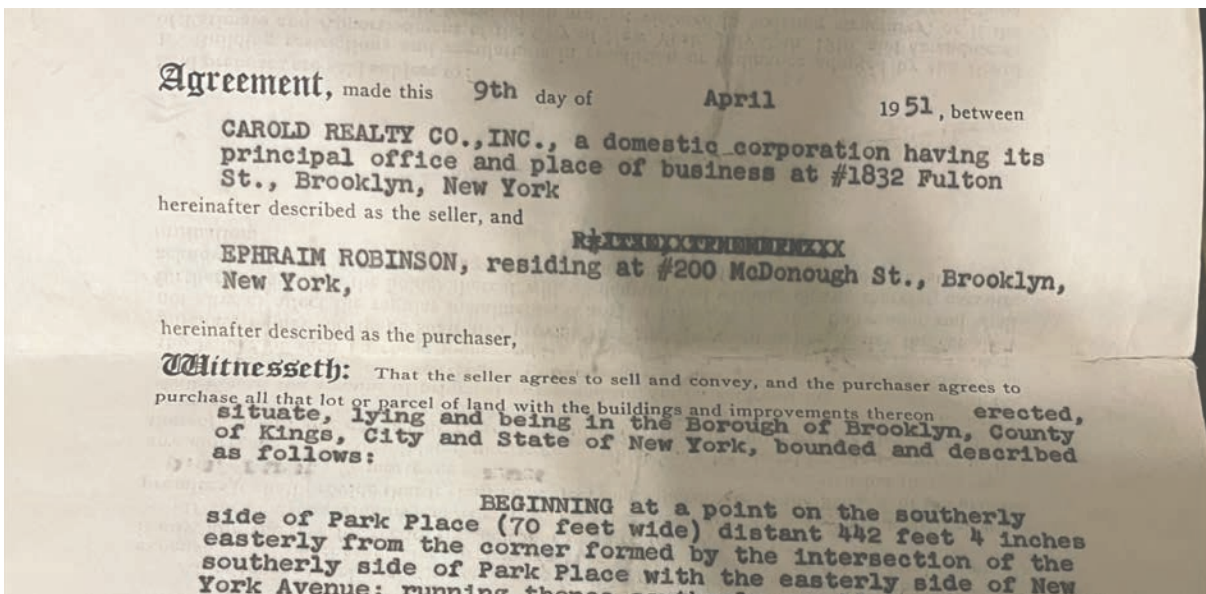 Agreement, made this 9th day of April 1951, between
CAROLD REALTY CO.,INC., a domestic corporation having its
principal office and place of business at #1832 Fulton
St., Brooklyn, New York
hereinafter described as the seller, and
EPHRAIM ROBINSON, residing at #200 McDonough St., Brooklyn,
New York,
hereinafter described as the purchaser,
Witnesseth: That the seller agrees to sell and convey, and the purchaser agrees to
purchase all that lot or parcel of land with the buildings and improvements thereon erected,
situate, lying and being in the Borough of Brooklyn, County
of Kings, City and State of New York, bounded and described
as follows:
BEGINNING at a point on the southerly
side of Park Place (70 feet wide) distant 442 feet 4 inches
easterly from the corner formed by the intersection of the
southerly side of Park Place with the easterly side of New
York Avenue; running